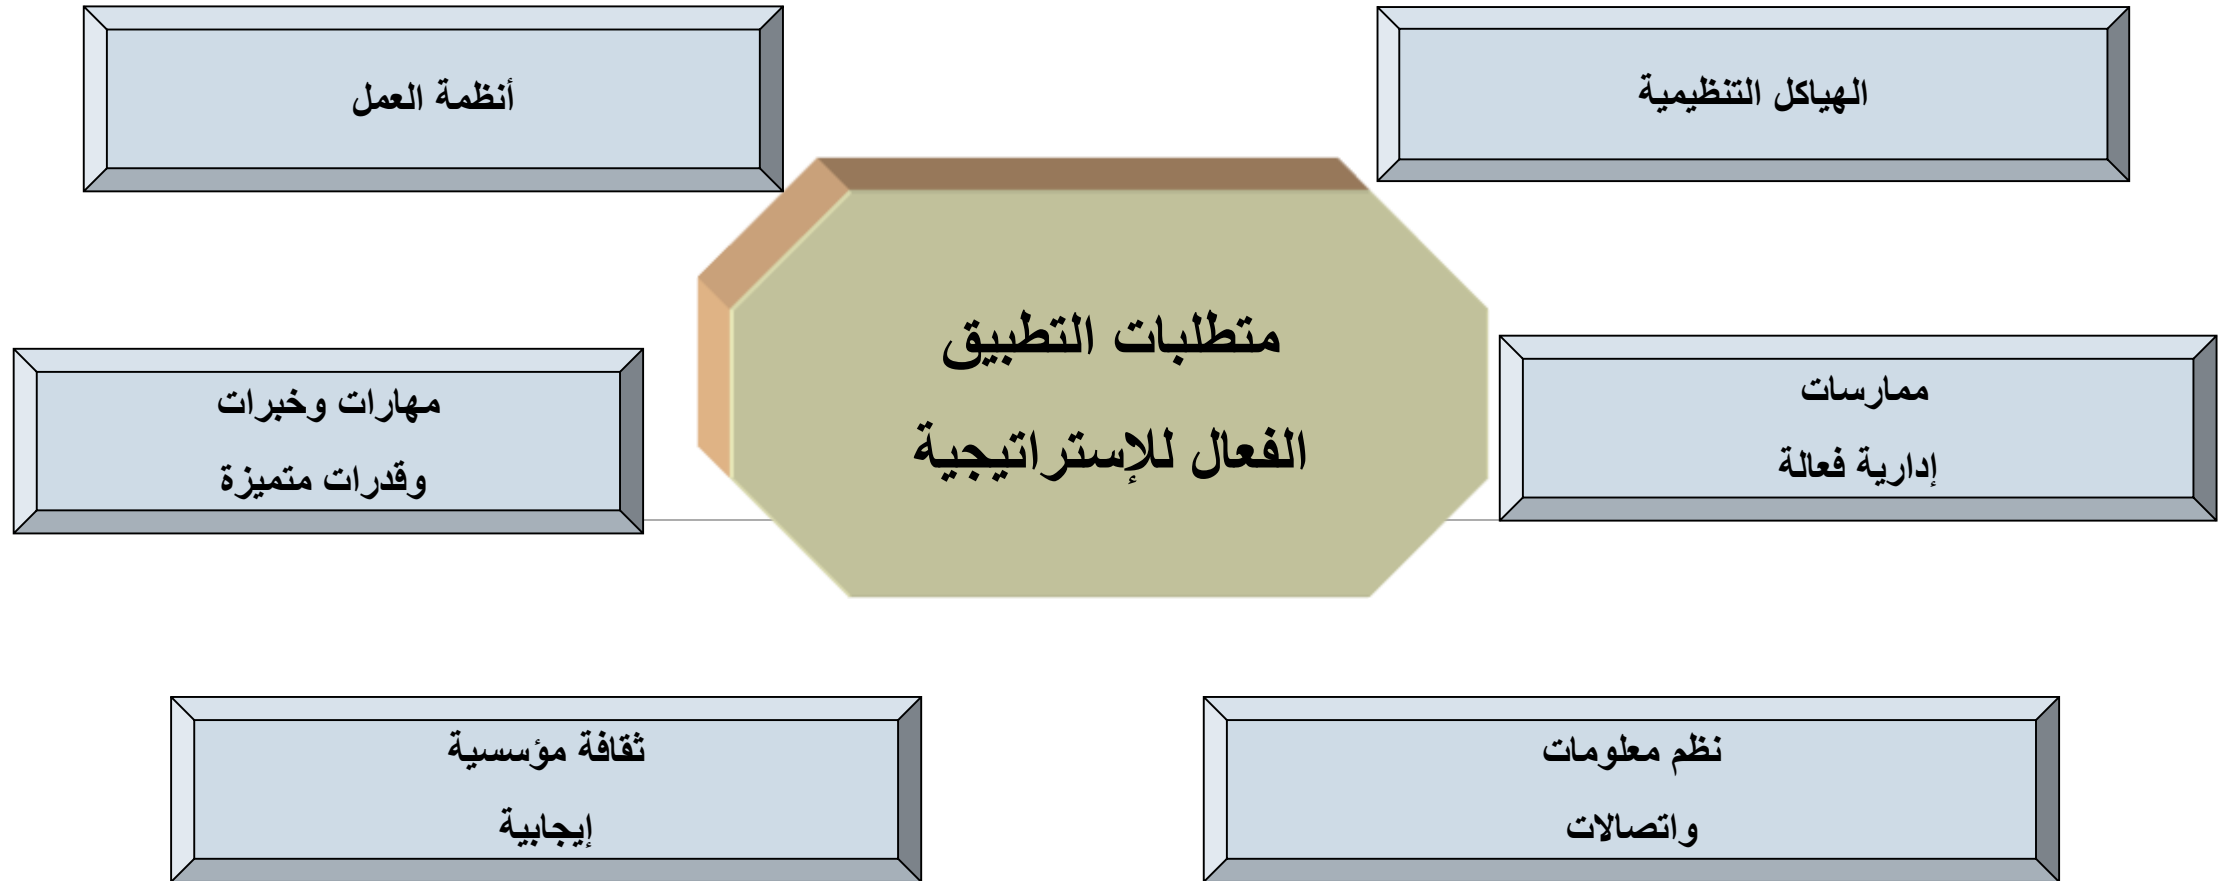 الهياكل التنظيمية
أنظمة العمل
متطلبات التطبيق
الفعال للإستراتيجية
ممارسات
إدارية فعالة
مهارات وخبرات
وقدرات متميزة
نظم معلومات
واتصالات
ثقافة مؤسسية
إيجابية